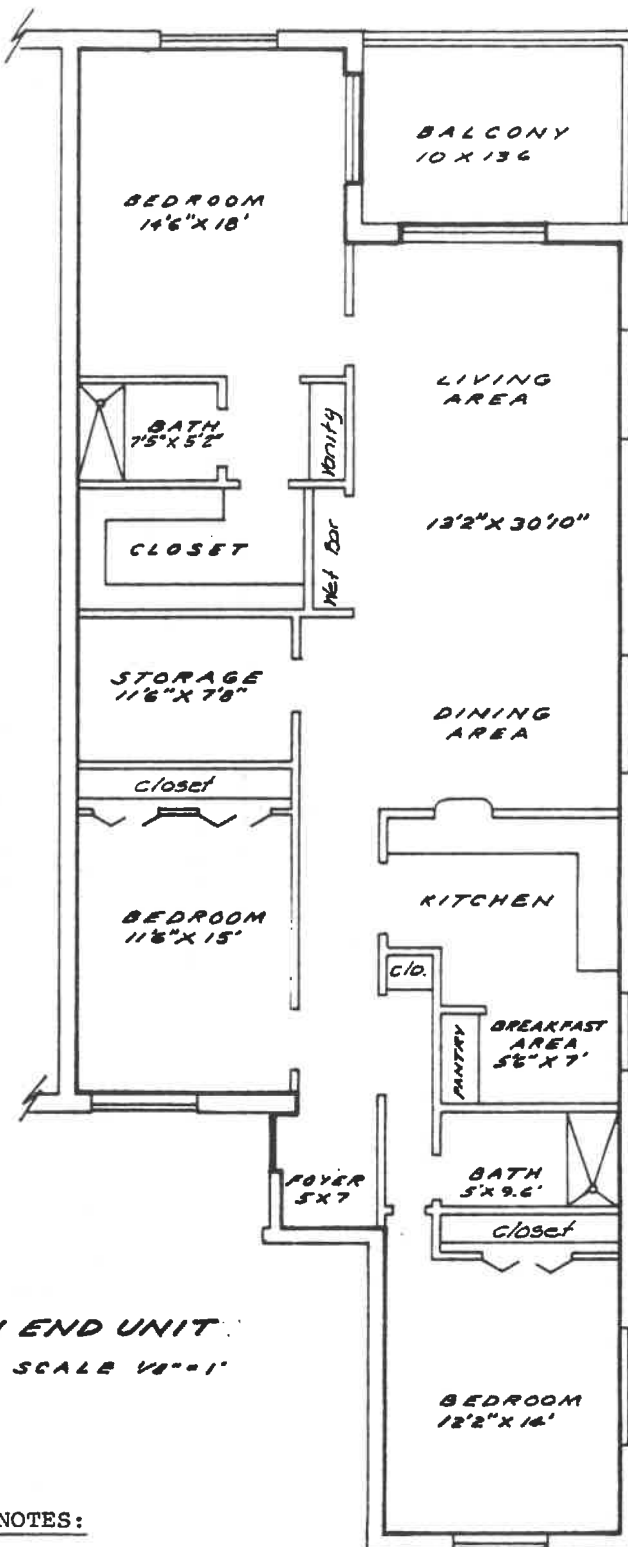 BALCONY
10 X 136
BEDROOM
14'6" X 18'
LIVING
AREA
BATH
7'5" X 5'2"
Vanity
13'2" X 30'10"
CLOSET
Wet Bar
STORAGE
11'6" X 7'8"
DINING
AREA
closet
BEDROOM
11'6" X 15'
KITCHEN
clo.
PANTRY
BREAKFAST
AREA
5'6" X 7'
FOYER
5 X 7
BATH
5' X 9.6'
closet
END UNIT
SCALE 1/8" = 1'
BEDROOM
12'2" X 14'
NOTES: